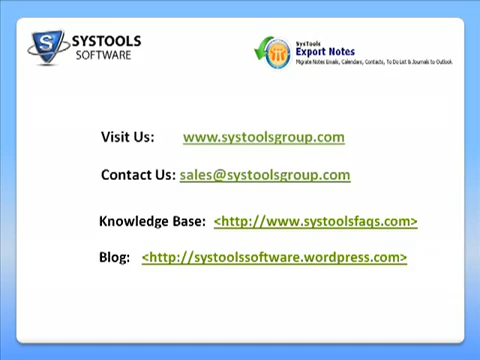 SYSTOOLS
SOFTWARE
SysTools
Export Notes
Migrate Notes Emails, Calendars, Contacts, To Do List & Journals to Outlook
Visit Us: www.systoolsgroup.com
Contact Us: sales@systoolsgroup.com
Knowledge Base: <http://www.systoolsfaqs.com>
Blog: <http://systoolssoftware.wordpress.com>